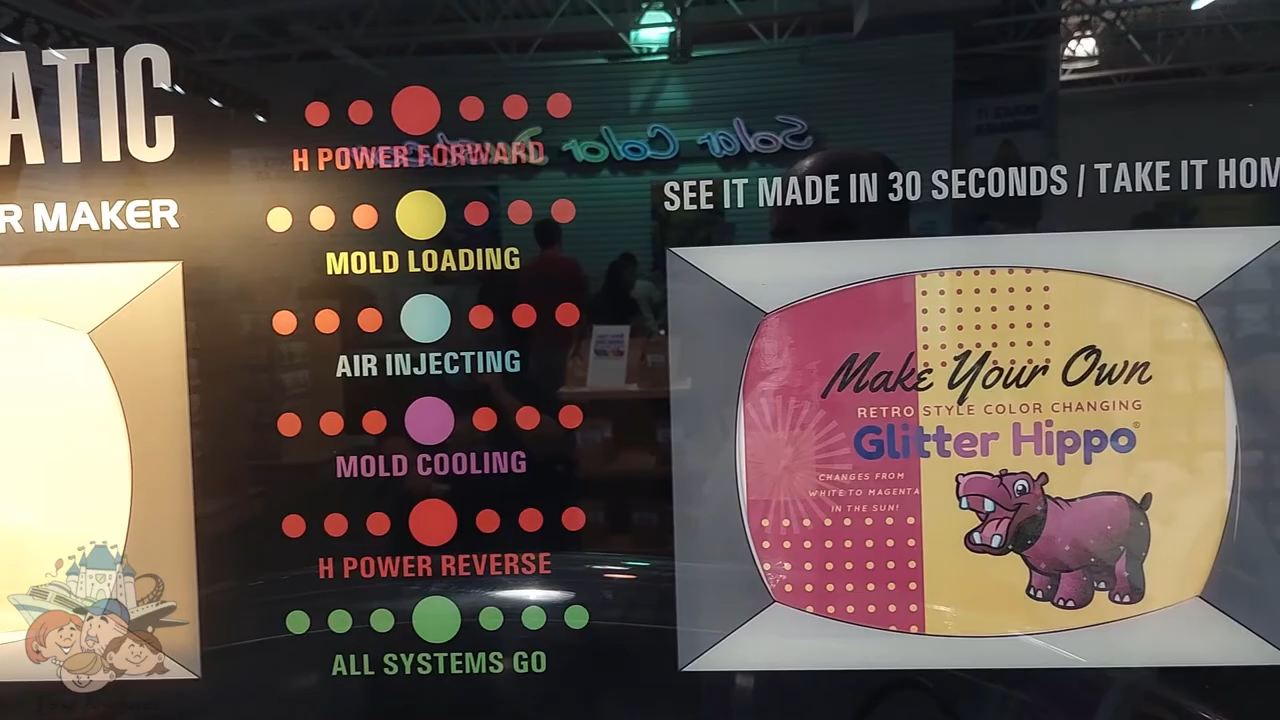 ATIC
R MAKER
H POWER FORWARD
MOLD LOADING
AIR INJECTING
MOLD COOLING
H POWER REVERSE
ALL SYSTEMS GO
Solar Color
SEE IT MADE IN 30 SECONDS / TAKE IT HOM
Make Your Own
RETRO STYLE COLOR CHANGING
Glitter Hippo®
CHANGES FROM
WHITE TO MAGENTA
IN THE SUN!